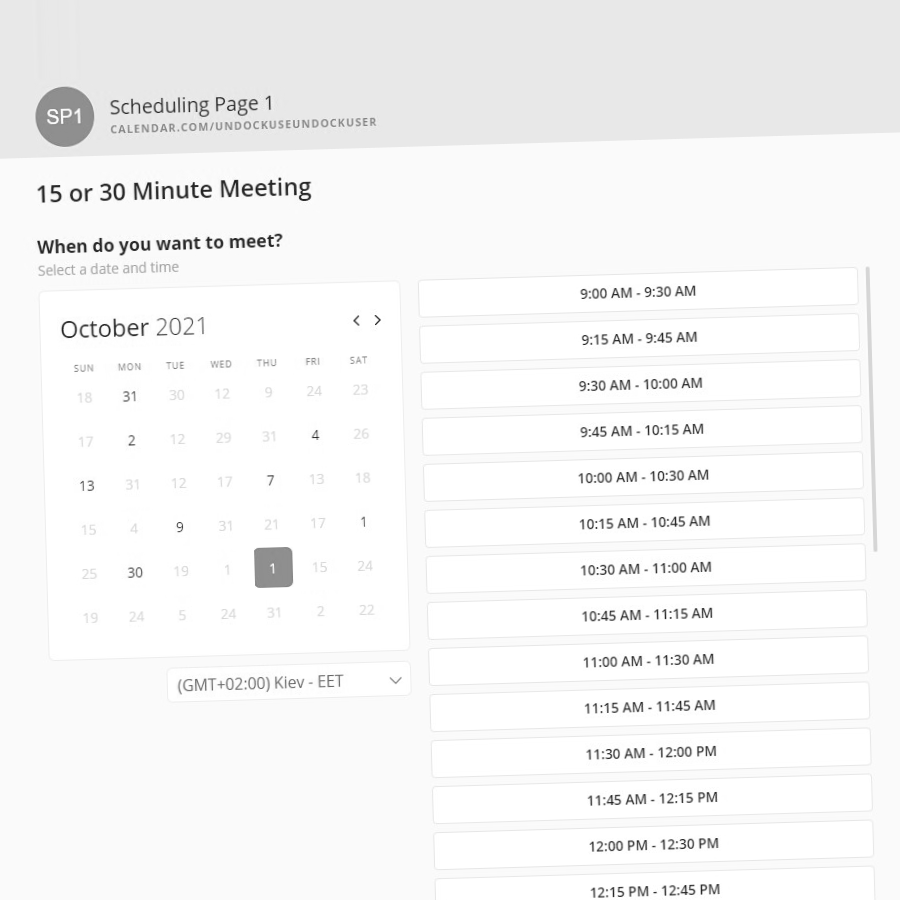 SP1
Scheduling Page 1
CALENDAR.COM/UNDOCKUSEUNDOCKUSER
15 or 30 Minute Meeting
When do you want to meet?
Select a date and time
October 2021
SUN MON TUE WED THU FRI SAT
18 31 30 12 9 24 23
17 2 12 29 31 4 26
13 31 12 17 7 13 18
15 4 9 31 21 17 1
25 30 19 1 1 15 24
19 24 5 24 31 2 22
(GMT+02:00) Kiev - EET
9:00 AM - 9:30 AM
9:15 AM - 9:45 AM
9:30 AM - 10:00 AM
9:45 AM - 10:15 AM
10:00 AM - 10:30 AM
10:15 AM - 10:45 AM
10:30 AM - 11:00 AM
10:45 AM - 11:15 AM
11:00 AM - 11:30 AM
11:15 AM - 11:45 AM
11:30 AM - 12:00 PM
11:45 AM - 12:15 PM
12:00 PM - 12:30 PM
12:15 PM - 12:45 PM